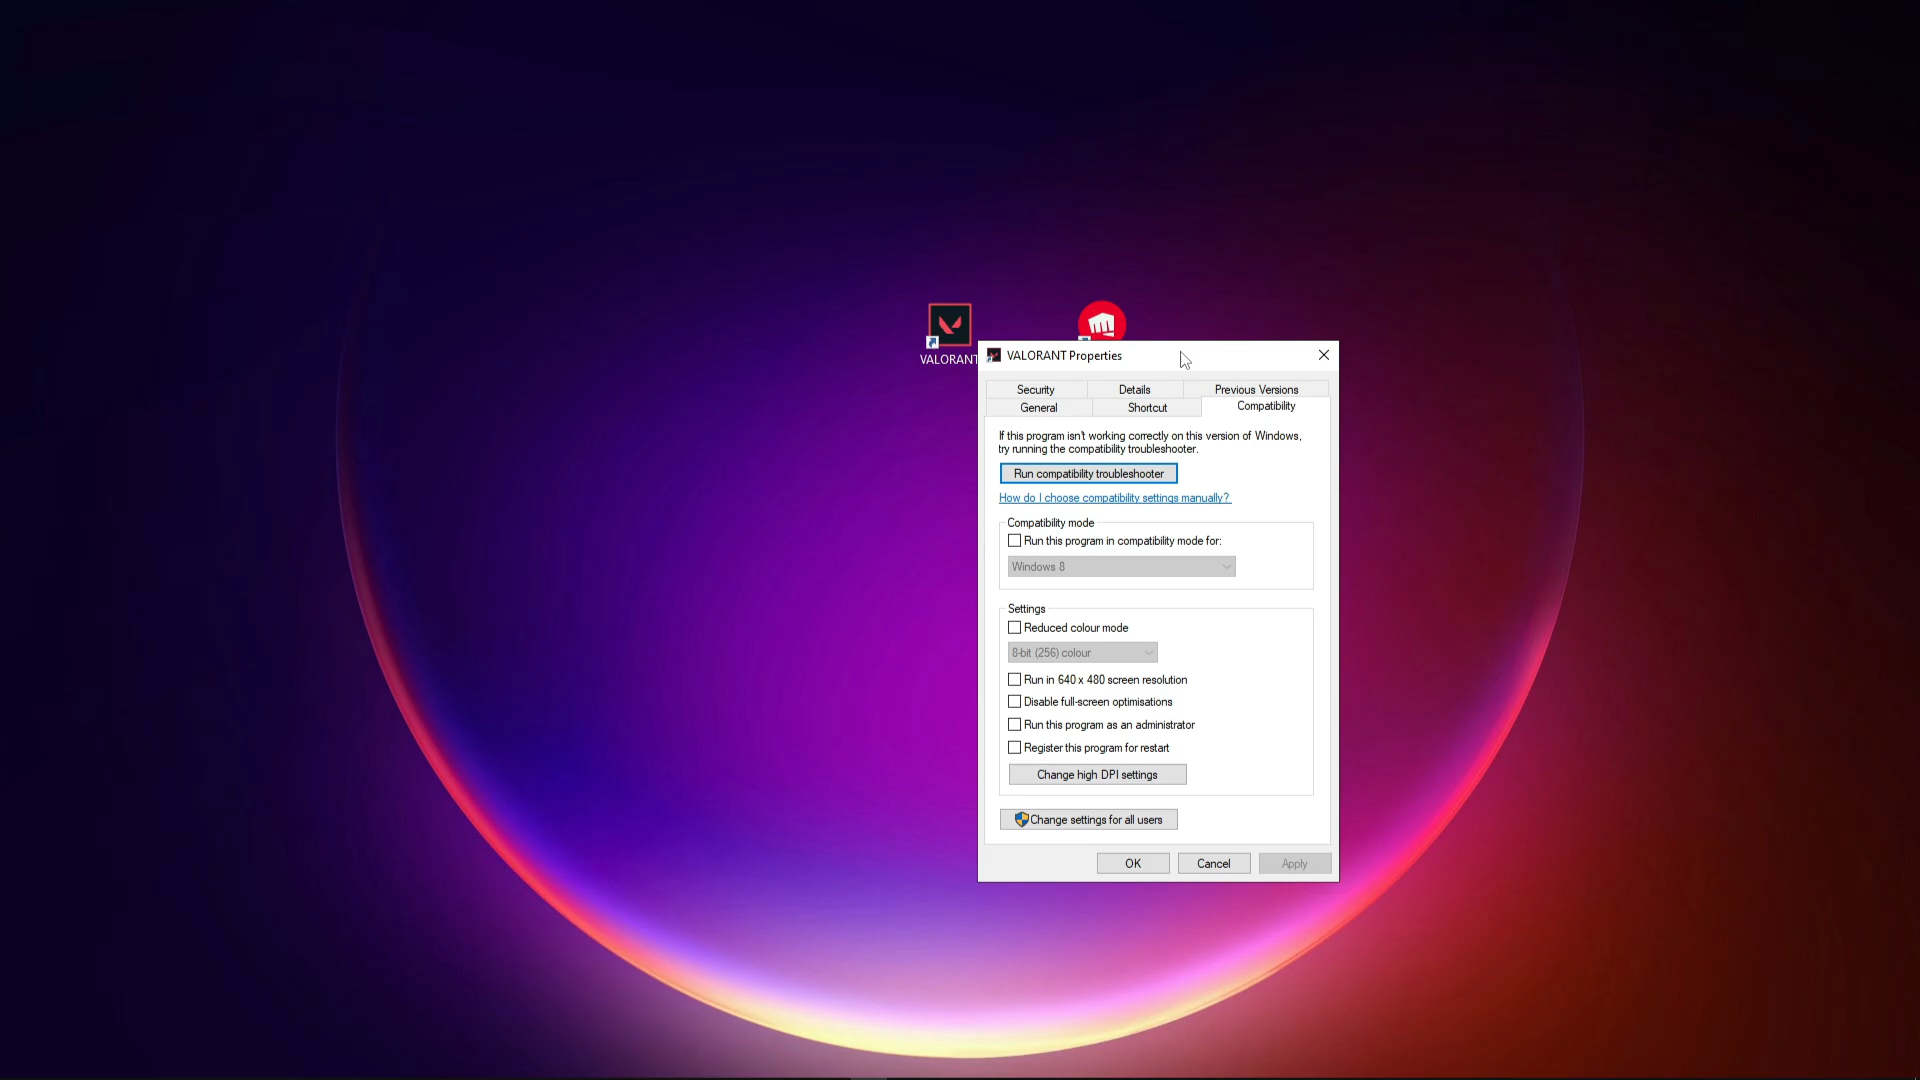 VALORANT
VALORANT Properties
Security Details Previous Versions
General Shortcut Compatibility
If this program isn't working correctly on this version of Windows,
try running the compatibility troubleshooter.
Run compatibility troubleshooter
How do I choose compatibility settings manually?
Compatibility mode
Run this program in compatibility mode for:
Windows 8
Settings
Reduced colour mode
8-bit (256) colour
Run in 640 x 480 screen resolution
Disable full-screen optimisations
Run this program as an administrator
Register this program for restart
Change high DPI settings
Change settings for all users
OK Cancel Apply